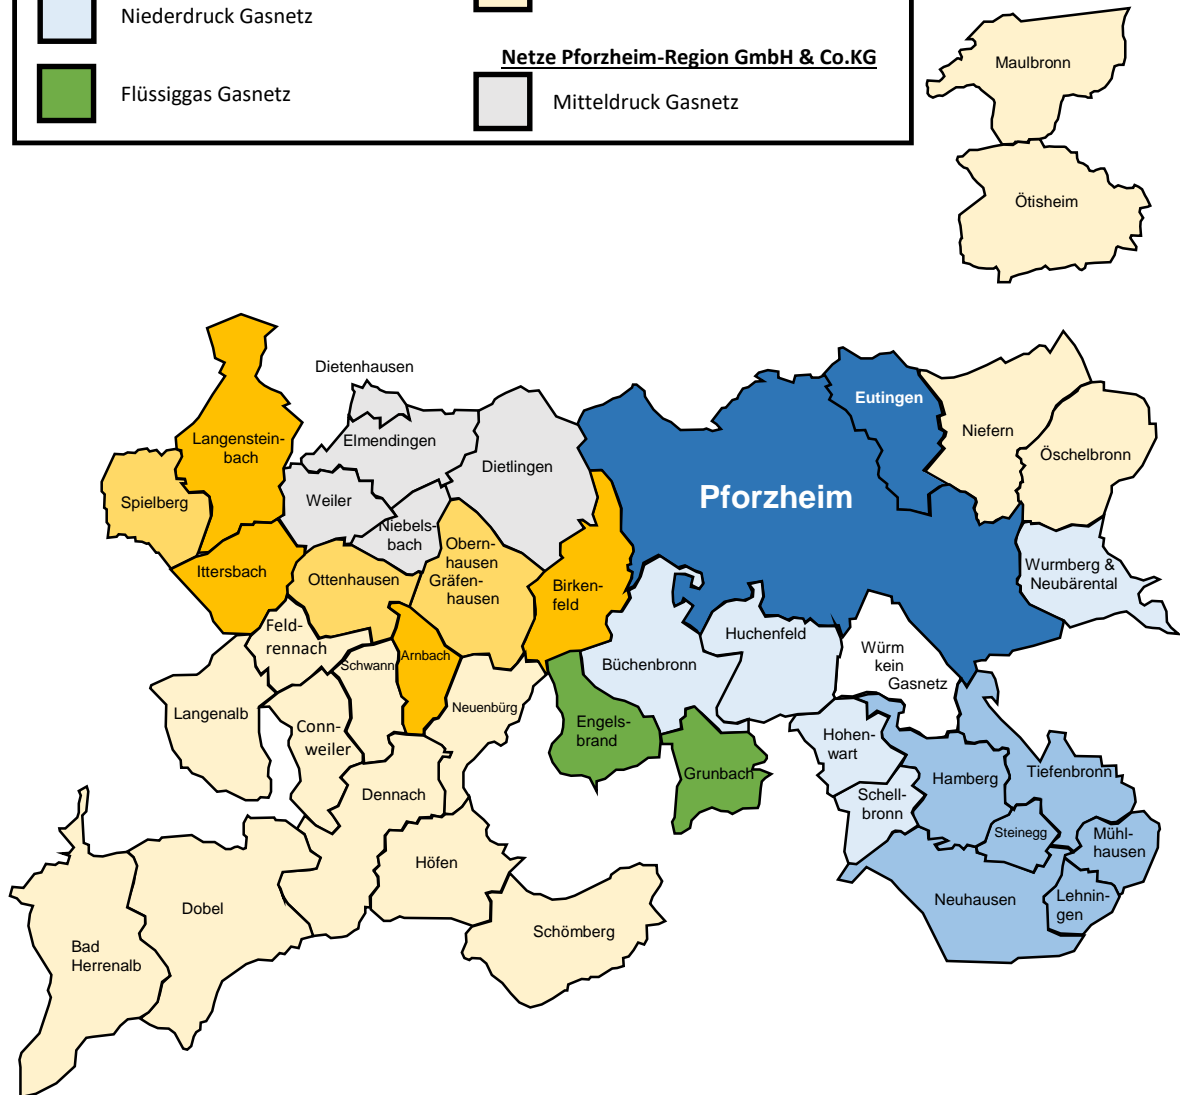 Niederdruck Gasnetz
Netze Pforzheim-Region GmbH & Co.KG
Flüssiggas Gasnetz
Mitteldruck Gasnetz
Maulbronn
Ötisheim
Dietenhausen
Eutingen
Langenstein-
bach
Elmendingen
Niefern
Dietlingen
Öschelbronn
Spielberg
Weiler
Pforzheim
Niebels-
bach
Obern-
hausen
Gräfen-
hausen
Ittersbach
Ottenhausen
Birken-
feld
Wurmberg &
Neubärental
Feld-
rennach
Huchenfeld
Schwann
Arnbach
Büchenbronn
Würm
kein
Gasnetz
Langenalb
Conn-
weiler
Neuenbürg
Engels-
brand
Hohen-
wart
Grunbach
Hamberg
Tiefenbronn
Dennach
Schell-
bronn
Steinegg
Mühl-
hausen
Höfen
Neuhausen
Lehnin-
gen
Dobel
Schömberg
Bad
Herrenalb